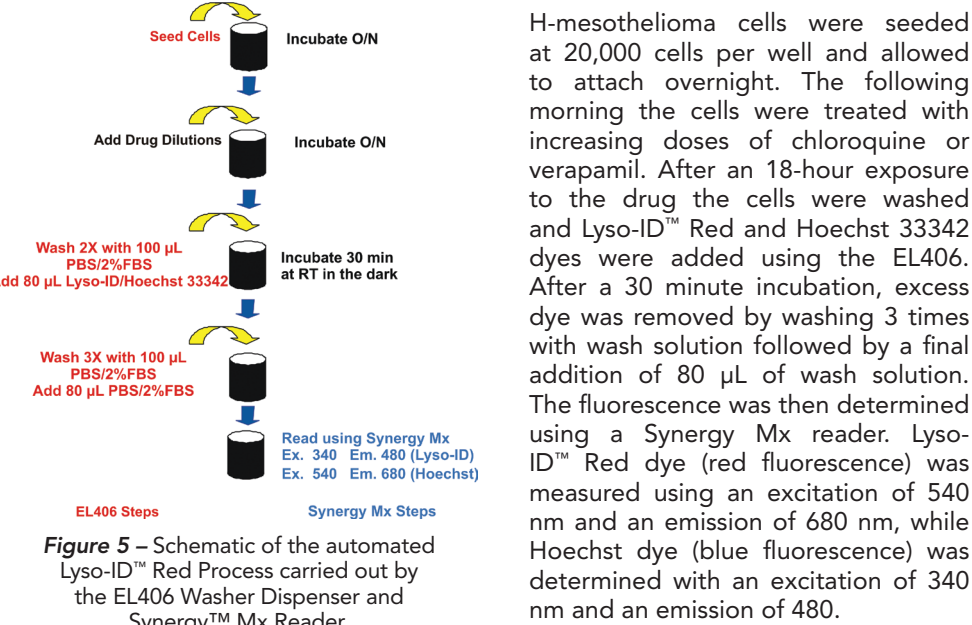 Seed Cells
Incubate O/N
Add Drug Dilutions
Incubate O/N
Wash 2X with 100 µL
PBS/2%FBS
dd 80 µL Lyso-ID/Hoechst 33342
Incubate 30 min
at RT in the dark
Wash 3X with 100 µL
PBS/2%FBS
Add 80 µL PBS/2%FBS
Read using Synergy Mx
Ex. 340 Em. 480 (Lyso-ID)
Ex. 540 Em. 680 (Hoechst)
EL406 Steps
Synergy Mx Steps
Figure 5 – Schematic of the automated
Lyso-ID™ Red Process carried out by
the EL406 Washer Dispenser and
Synergy™ Mx Reader
H-mesothelioma cells were seeded
at 20,000 cells per well and allowed
to attach overnight. The following
morning the cells were treated with
increasing doses of chloroquine or
verapamil. After an 18-hour exposure
to the drug the cells were washed
and Lyso-ID™ Red and Hoechst 33342
dyes were added using the EL406.
After a 30 minute incubation, excess
dye was removed by washing 3 times
with wash solution followed by a final
addition of 80 µL of wash solution.
The fluorescence was then determined
using a Synergy Mx reader. Lyso-
ID™ Red dye (red fluorescence) was
measured using an excitation of 540
nm and an emission of 680 nm, while
Hoechst dye (blue fluorescence) was
determined with an excitation of 340
nm and an emission of 480.